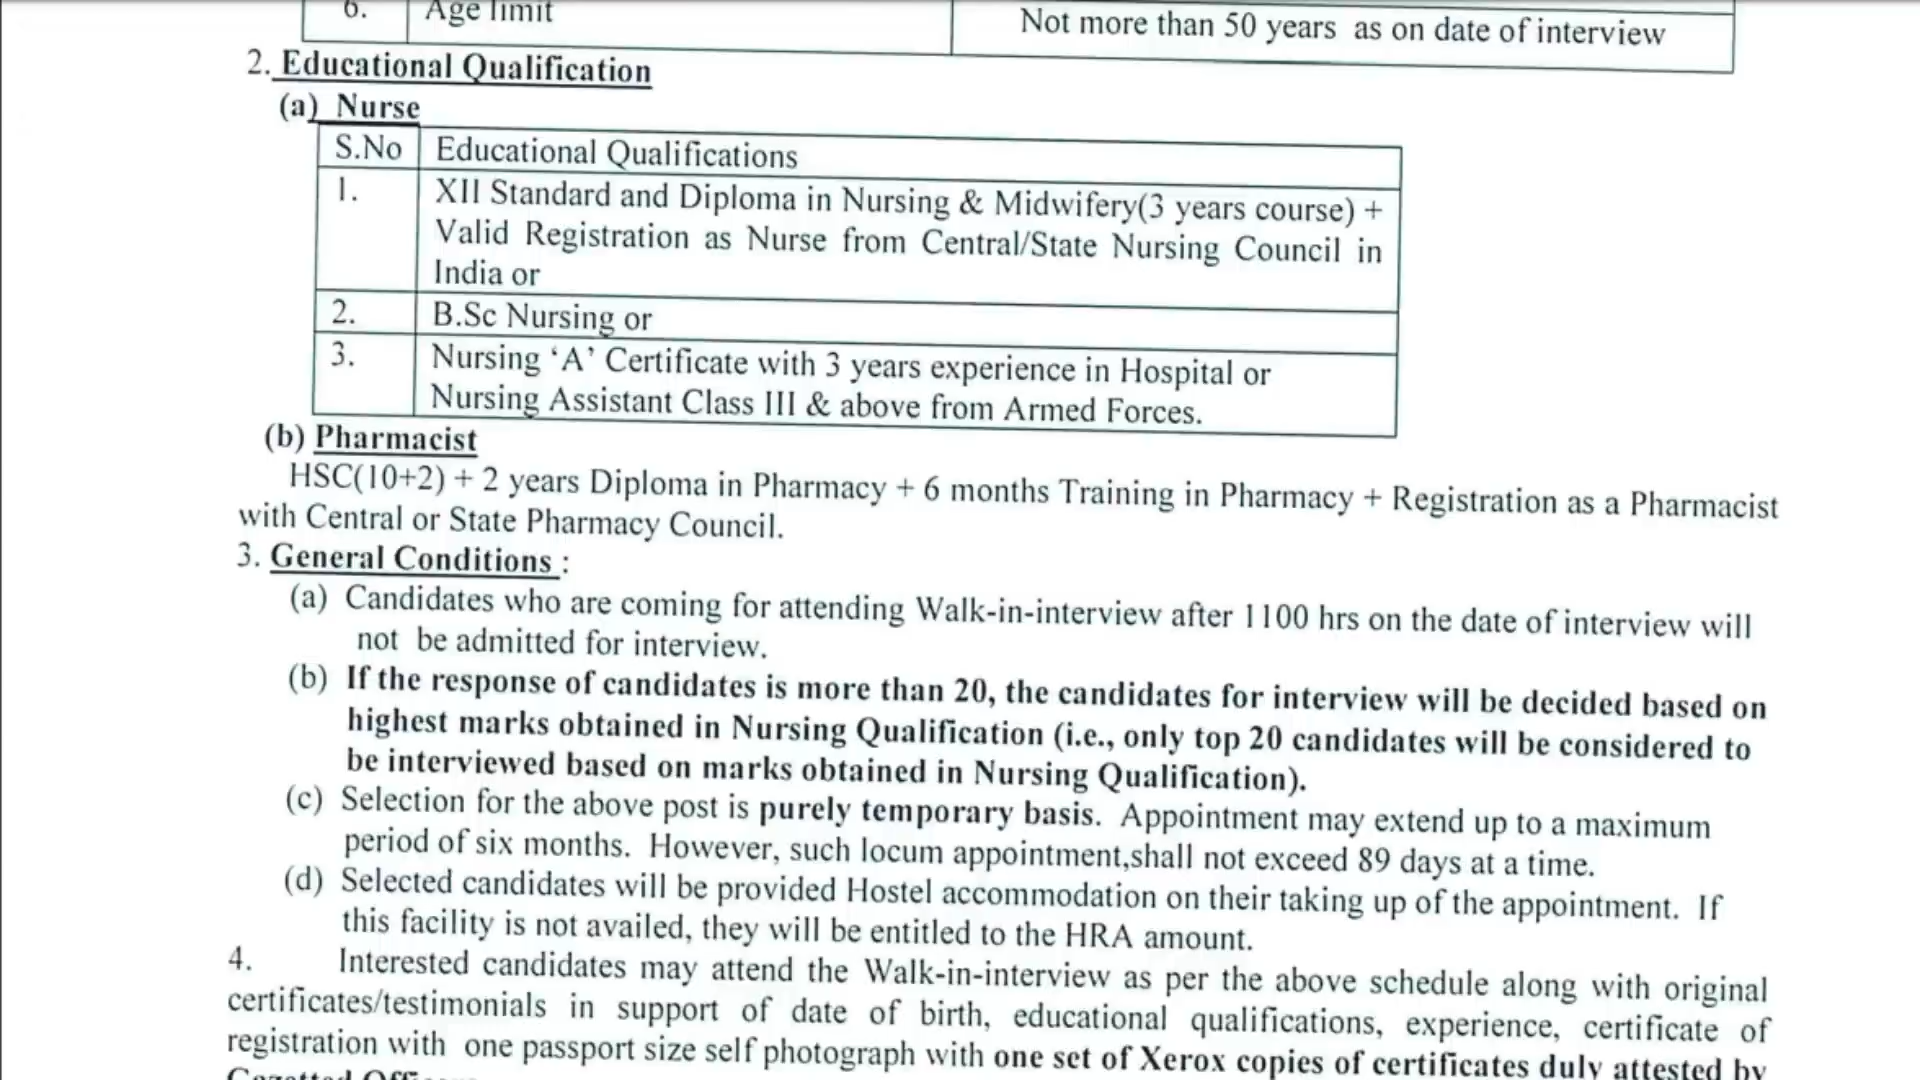 6. Age limit Not more than 50 years as on date of interview
2. Educational Qualification
(a) Nurse
S.No Educational Qualifications
1. XII Standard and Diploma in Nursing & Midwifery(3 years course) +
Valid Registration as Nurse from Central/State Nursing Council in
India or
2. B.Sc Nursing or
3. Nursing ‘A’ Certificate with 3 years experience in Hospital or
Nursing Assistant Class III & above from Armed Forces.
(b) Pharmacist
HSC(10+2) + 2 years Diploma in Pharmacy + 6 months Training in Pharmacy + Registration as a Pharmacist
with Central or State Pharmacy Council.
3. General Conditions :
(a) Candidates who are coming for attending Walk-in-interview after 1100 hrs on the date of interview will
not be admitted for interview.
(b) If the response of candidates is more than 20, the candidates for interview will be decided based on
highest marks obtained in Nursing Qualification (i.e., only top 20 candidates will be considered to
be interviewed based on marks obtained in Nursing Qualification).
(c) Selection for the above post is purely temporary basis. Appointment may extend up to a maximum
period of six months. However, such locum appointment,shall not exceed 89 days at a time.
(d) Selected candidates will be provided Hostel accommodation on their taking up of the appointment. If
this facility is not availed, they will be entitled to the HRA amount.
4. Interested candidates may attend the Walk-in-interview as per the above schedule along with original
certificates/testimonials in support of date of birth, educational qualifications, experience, certificate of
registration with one passport size self photograph with one set of Xerox copies of certificates duly attested by